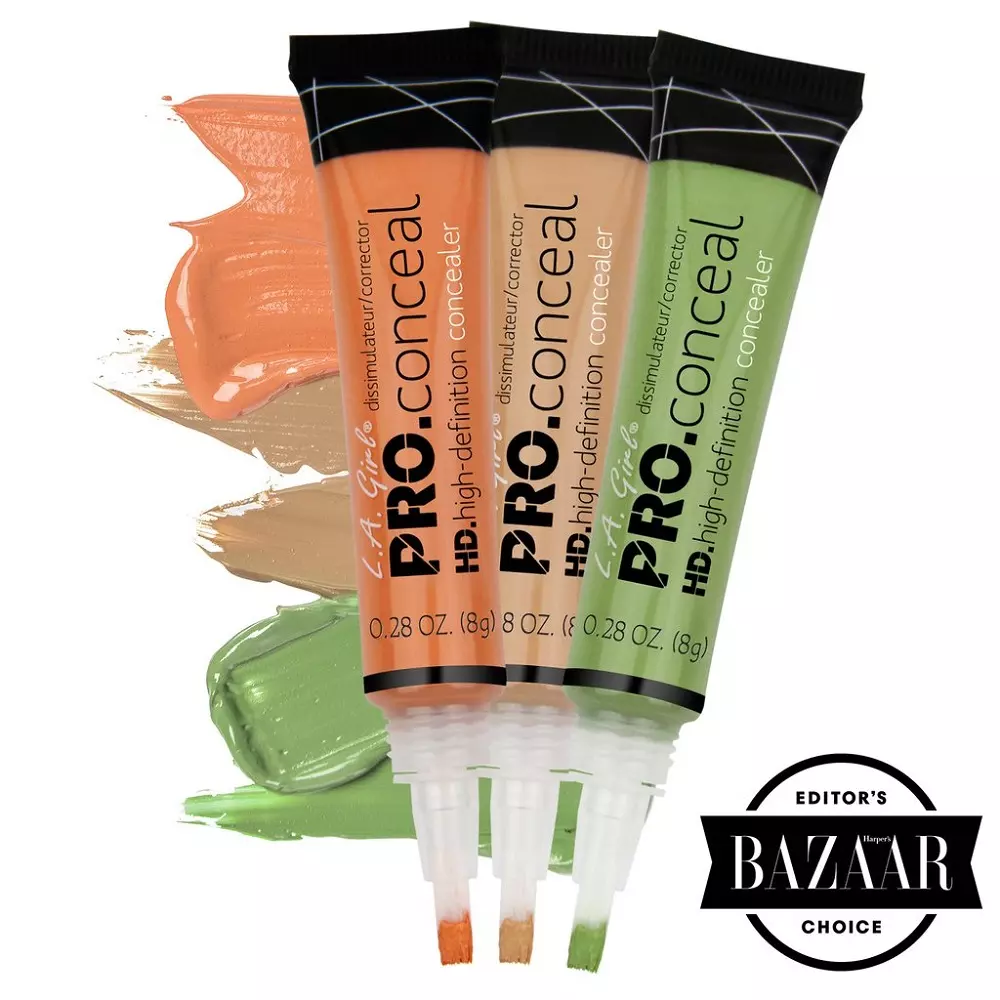 L.A. Girl® dissimulateur/corrector
PRO.conceal
HD.high-definition concealer
0.28 OZ. (8g)
Girl® dissimulateur/corrector
PRO.conceal
HD.high-definition concealer
8 OZ. (8
L.A. Girl® dissimulateur/corrector
PRO.conceal
HD.high-definition concealer
0.28 OZ. (8g)
EDITOR'S
Harper's
BAZAAR
CHOICE